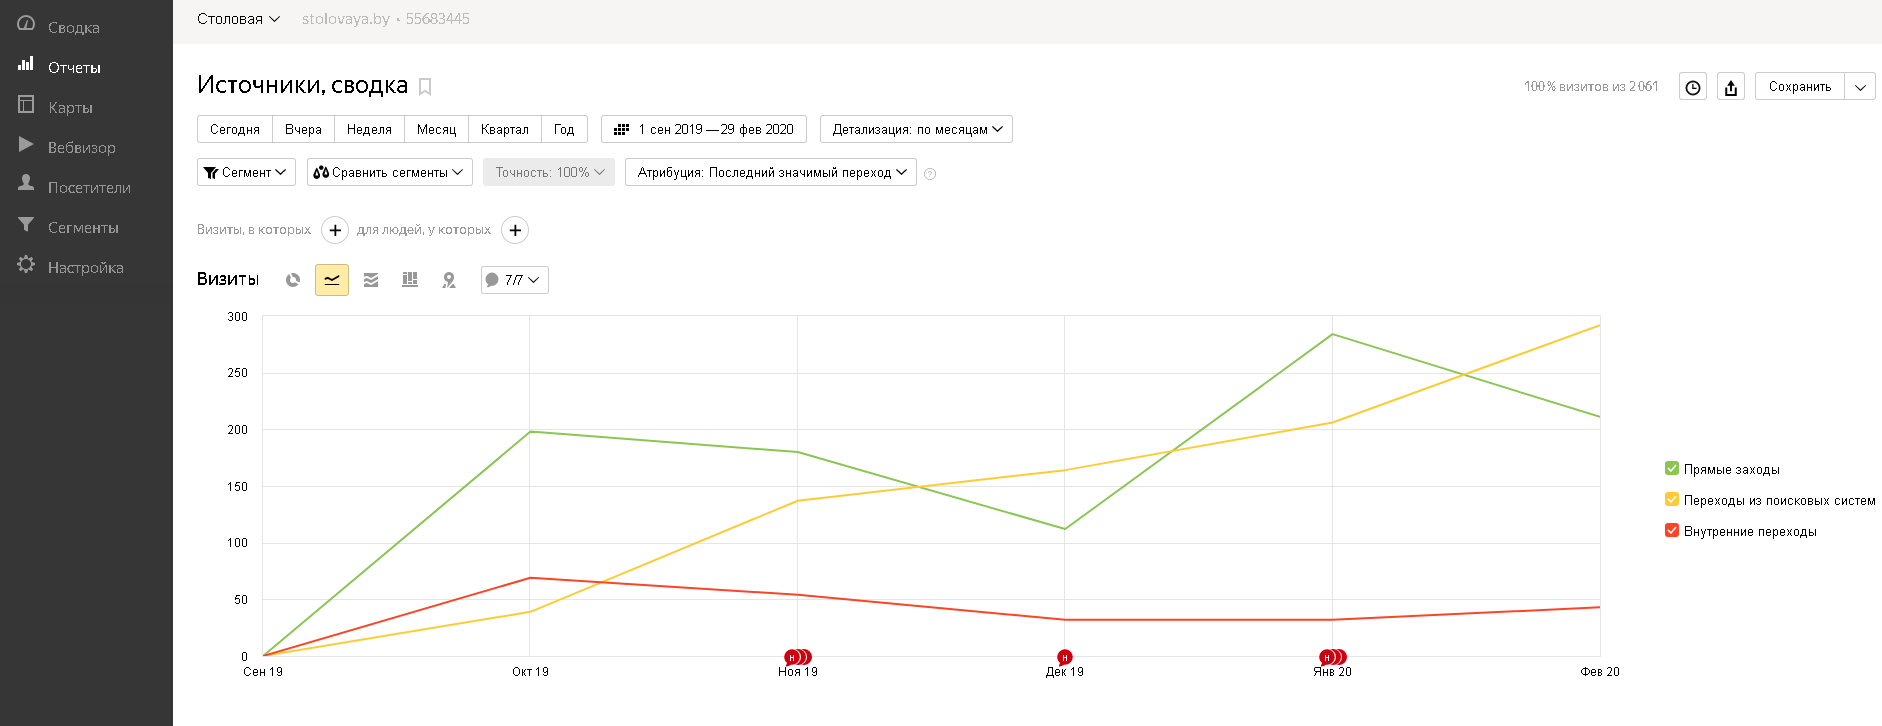 Столовая stolovaya.by • 55683445
Сводка
Отчеты
Карты
Вебвизор
Посетители
Сегменты
Настройка
Источники, сводка
100% визитов из 2 061
Сохранить
Сегодня Вчера Неделя Месяц Квартал Год 1 сен 2019 — 29 фев 2020 Детализация: по месяцам
Сегмент Сравнить сегменты Точность: 100% Атрибуция: Последний значимый переход ?
Визиты, в которых + для людей, у которых +
Визиты 7/7
300
250
200
150
100
50
0
Сен 19 Окт 19 Ноя 19 Дек 19 Янв 20 Фев 20
н н н
Прямые заходы
Переходы из поисковых систем
Внутренние переходы